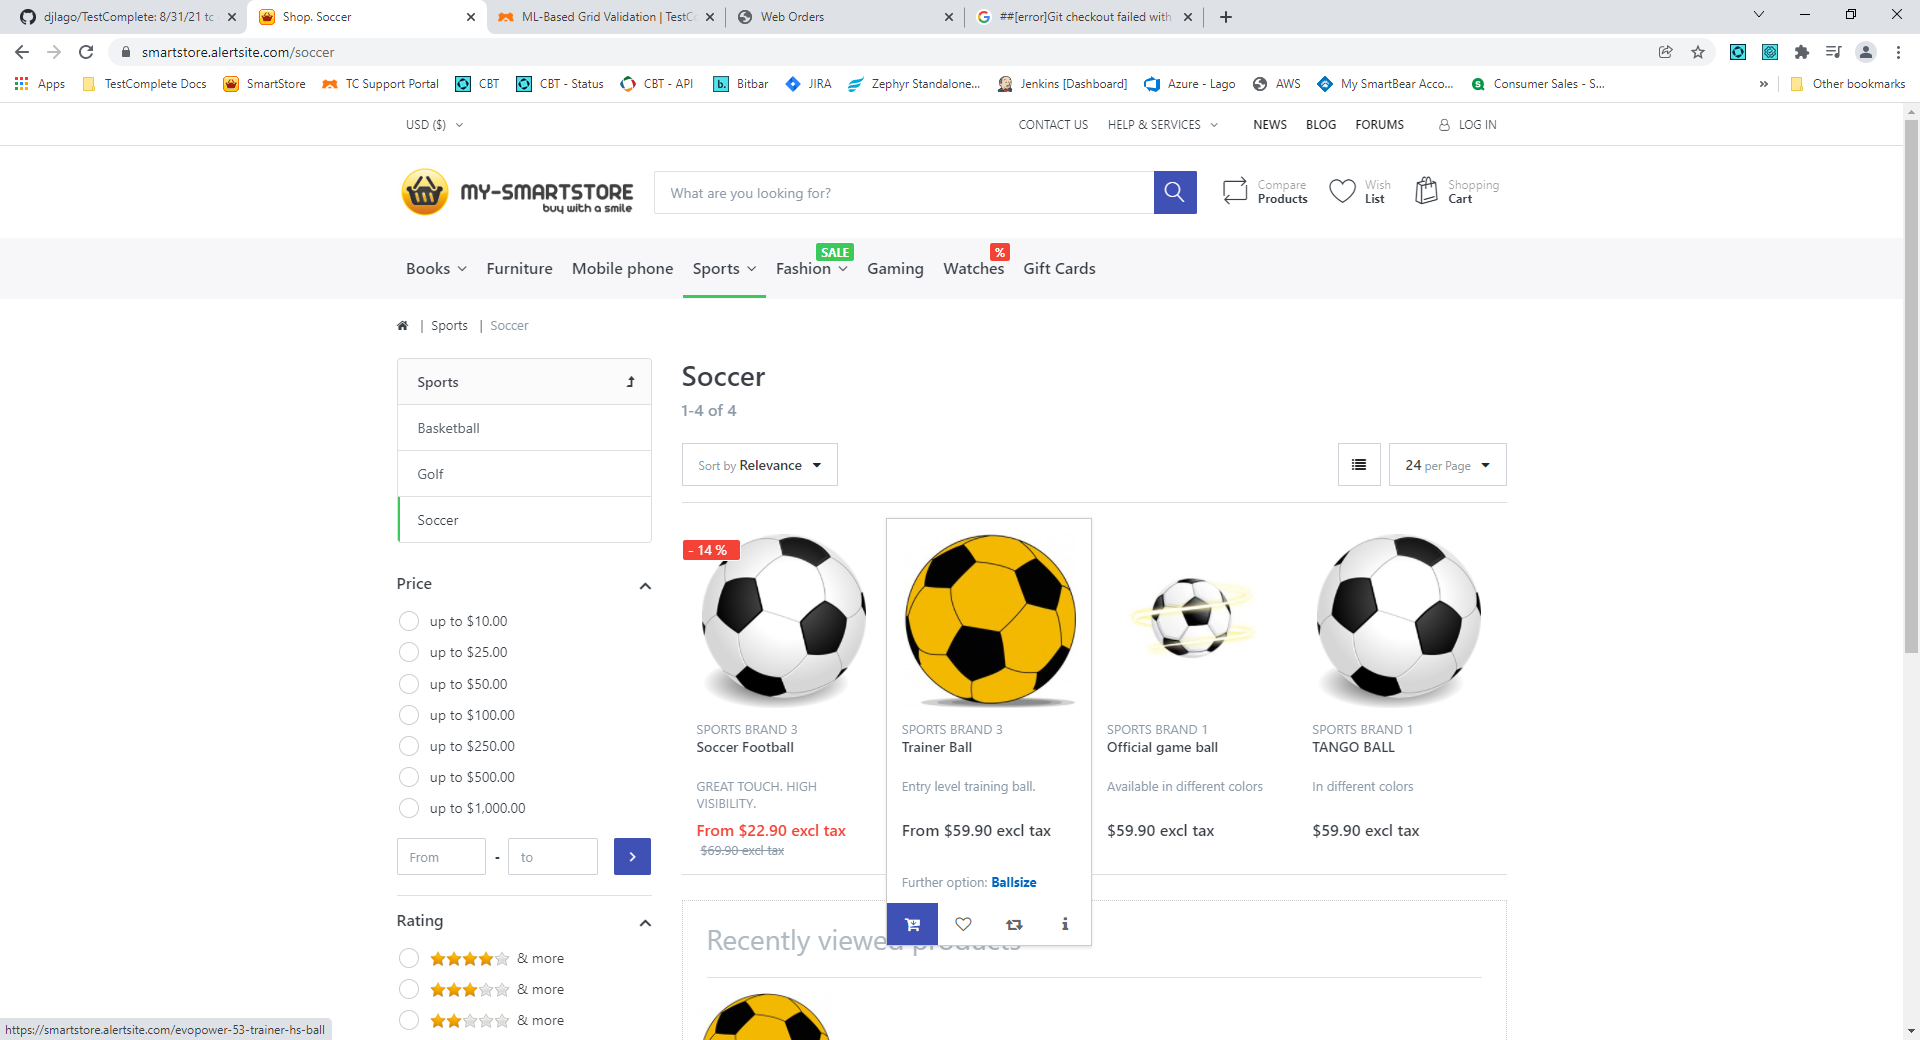 djlago/TestComplete: 8/31/21 to
Shop. Soccer
ML-Based Grid Validation | TestC
Web Orders
##[error]Git checkout failed with
smartstore.alertsite.com/soccer
Apps
TestComplete Docs
SmartStore
TC Support Portal
CBT
CBT - Status
CBT - API
Bitbar
JIRA
Zephyr Standalone...
Jenkins [Dashboard]
Azure - Lago
AWS
My SmartBear Acco...
Consumer Sales - S...
»
Other bookmarks
USD ($)
CONTACT US
HELP & SERVICES
NEWS
BLOG
FORUMS
LOG IN
MY-SMARTSTORE
buy with a smile
What are you looking for?
Compare
Products
Wish
List
Shopping
Cart
SALE
%
Books
Furniture
Mobile phone
Sports
Fashion
Gaming
Watches
Gift Cards
| Sports | Soccer
Sports
Basketball
Golf
Soccer
Soccer
1-4 of 4
Sort by Relevance
24 per Page
Price
up to $10.00
up to $25.00
up to $50.00
up to $100.00
up to $250.00
up to $500.00
up to $1,000.00
From
-
to
Rating
& more
& more
& more
- 14 %
SPORTS BRAND 3
Soccer Football
GREAT TOUCH. HIGH
VISIBILITY.
From $22.90 excl tax
$69.90 excl tax
SPORTS BRAND 3
Trainer Ball
Entry level training ball.
From $59.90 excl tax
Further option: Ballsize
SPORTS BRAND 1
Official game ball
Available in different colors
$59.90 excl tax
SPORTS BRAND 1
TANGO BALL
In different colors
$59.90 excl tax
Recently viewed products
https://smartstore.alertsite.com/evopower-53-trainer-hs-ball